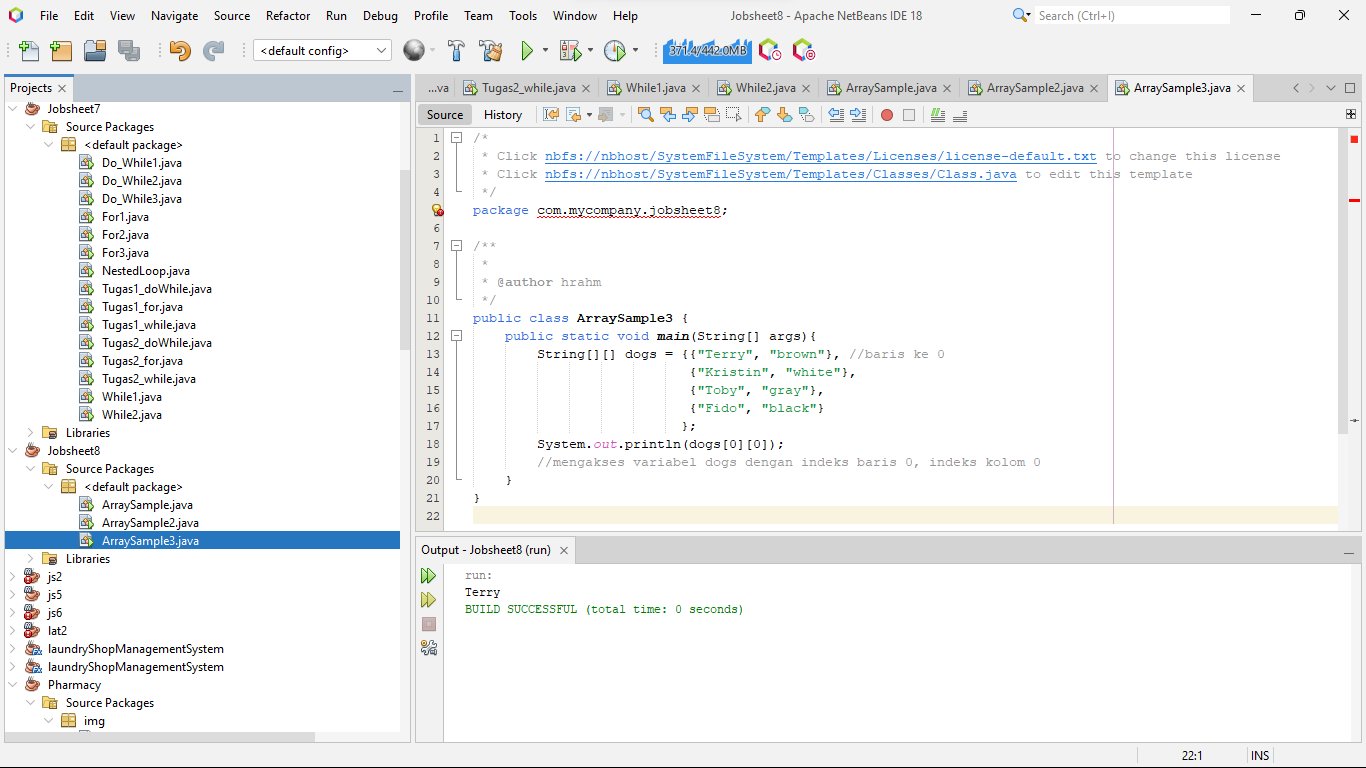 File Edit View Navigate Source Refactor Run Debug Profile Team Tools Window Help Jobsheet8 - Apache NetBeans IDE 18 Search (Ctrl+I)
<default config> 371.4/442.0MB
Projects
Jobsheet7
Source Packages
<default package>
Do_While1.java
Do_While2.java
Do_While3.java
For1.java
For2.java
For3.java
NestedLoop.java
Tugas1_doWhile.java
Tugas1_for.java
Tugas1_while.java
Tugas2_doWhile.java
Tugas2_for.java
Tugas2_while.java
While1.java
While2.java
Libraries
Jobsheet8
Source Packages
<default package>
ArraySample.java
ArraySample2.java
ArraySample3.java
Libraries
js2
js5
js6
lat2
laundryShopManagementSystem
laundryShopManagementSystem
Pharmacy
Source Packages
img
...va Tugas2_while.java While1.java While2.java ArraySample.java ArraySample2.java ArraySample3.java
Source History
1 /*
2 * Click nbfs://nbhost/SystemFileSystem/Templates/Licenses/license-default.txt to change this license
3 * Click nbfs://nbhost/SystemFileSystem/Templates/Classes/Class.java to edit this template
4 */
package com.mycompany.jobsheet8;
6
7 /**
8 *
9 * @author hrahm
10 */
11 public class ArraySample3 {
12 public static void main(String[] args){
13 String[][] dogs = {{"Terry", "brown"}, //baris ke 0
14 {"Kristin", "white"},
15 {"Toby", "gray"},
16 {"Fido", "black"}
17 };
18 System.out.println(dogs[0][0]);
19 //mengakses variabel dogs dengan indeks baris 0, indeks kolom 0
20 }
21 }
22
Output - Jobsheet8 (run)
run:
Terry
BUILD SUCCESSFUL (total time: 0 seconds)
22:1 INS